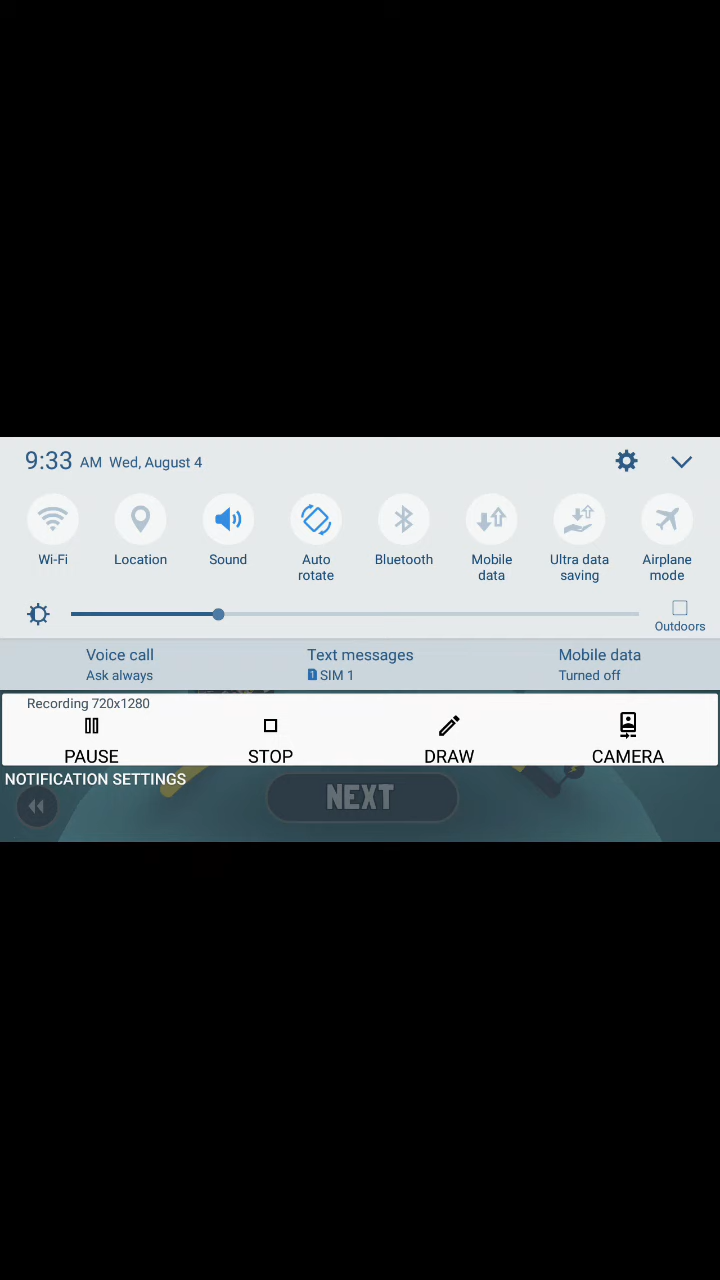 9:33 AM Wed, August 4
Wi-Fi
Location
Sound
Auto
rotate
Bluetooth
Mobile
data
Ultra data
saving
Airplane
mode
Outdoors
Voice call
Ask always
Text messages
1 SIM 1
Mobile data
Turned off
Recording 720x1280
PAUSE
STOP
DRAW
CAMERA
NOTIFICATION SETTINGS
NEXT